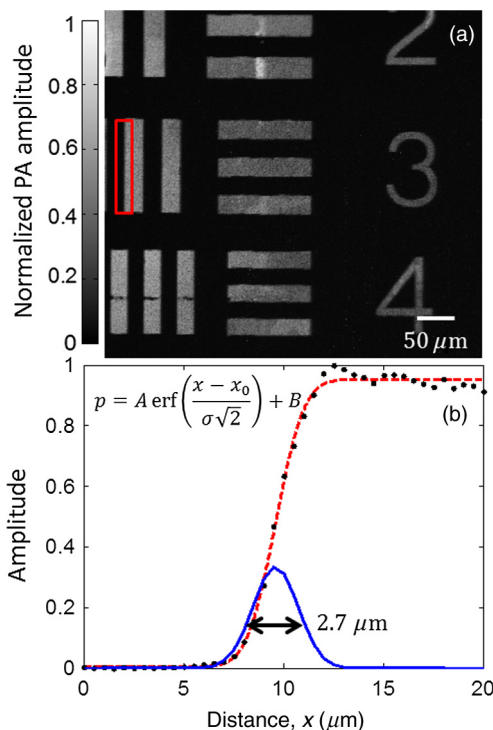 (a)
Normalized PA amplitude
1
0.8
0.6
0.4
0.2
0
2
3
4
50 μm
(b)
p = A erf((x − x₀)/(σ√2)) + B
Amplitude
1
0.8
0.6
0.4
0.2
0
2.7 μm
0 5 10 15 20
Distance, x (μm)